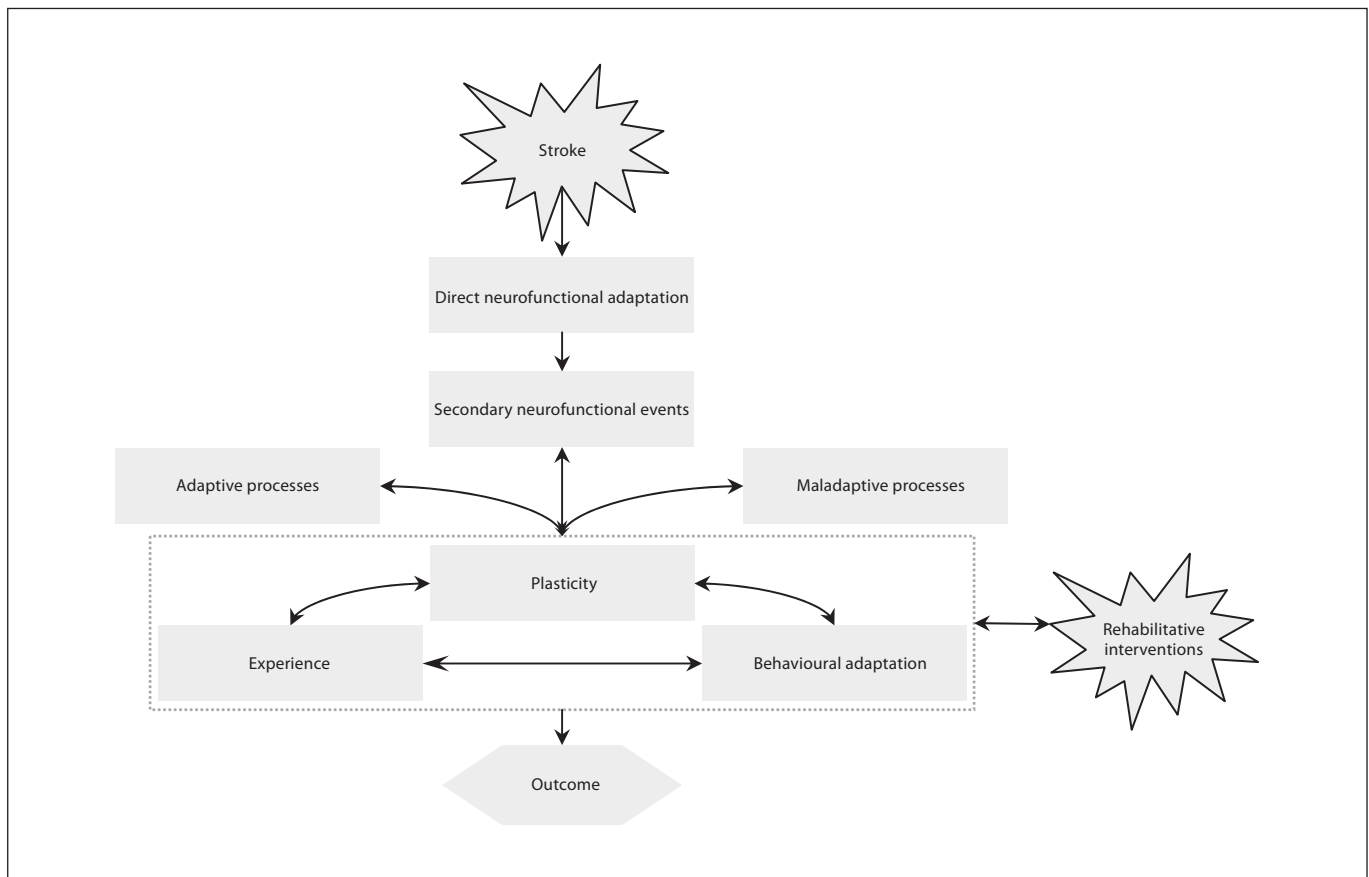 Stroke
Direct neurofunctional adaptation
Secondary neurofunctional events
Adaptive processes
Maladaptive processes
Plasticity
Experience
Behavioural adaptation
Rehabilitative
interventions
Outcome